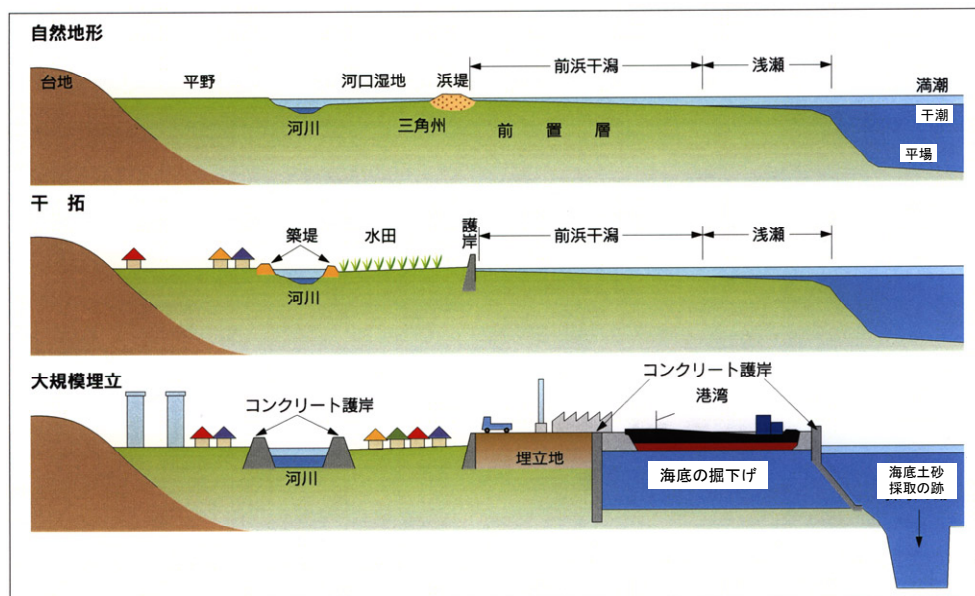 自然地形
台地
平野
河口湿地
浜堤
前浜干潟
浅瀬
満潮
干潮
河川
三角州
前置層
平場
干 拓
築堤
水田
護岸
前浜干潟
浅瀬
河川
大規模埋立
コンクリート護岸
コンクリート護岸
港湾
河川
埋立地
海底の掘下げ
海底土砂
採取の跡